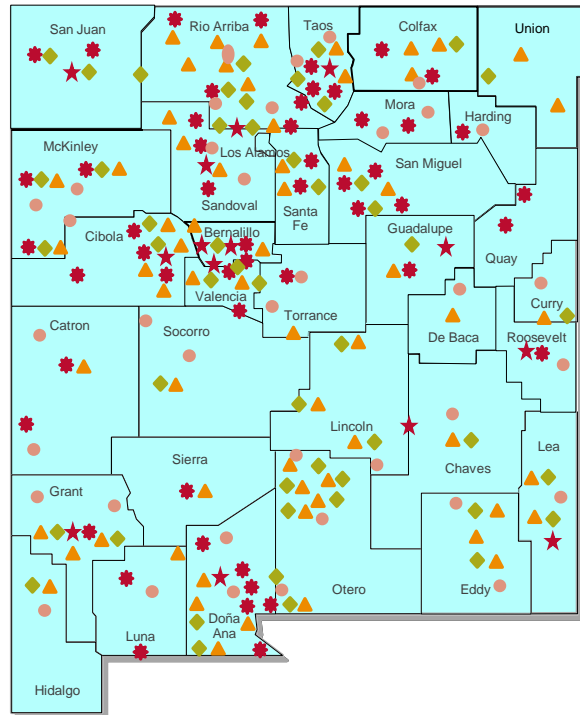 San Juan
Rio Arriba
Taos
Colfax
Union
Mora
Harding
McKinley
Los Alamos
San Miguel
Sandoval
Santa
Fe
Cibola
Bernalillo
Guadalupe
Quay
Valencia
Torrance
Curry
Catron
Socorro
De Baca
Roosevelt
Lincoln
Chaves
Lea
Sierra
Grant
Otero
Eddy
Doña
Ana
Luna
Hidalgo